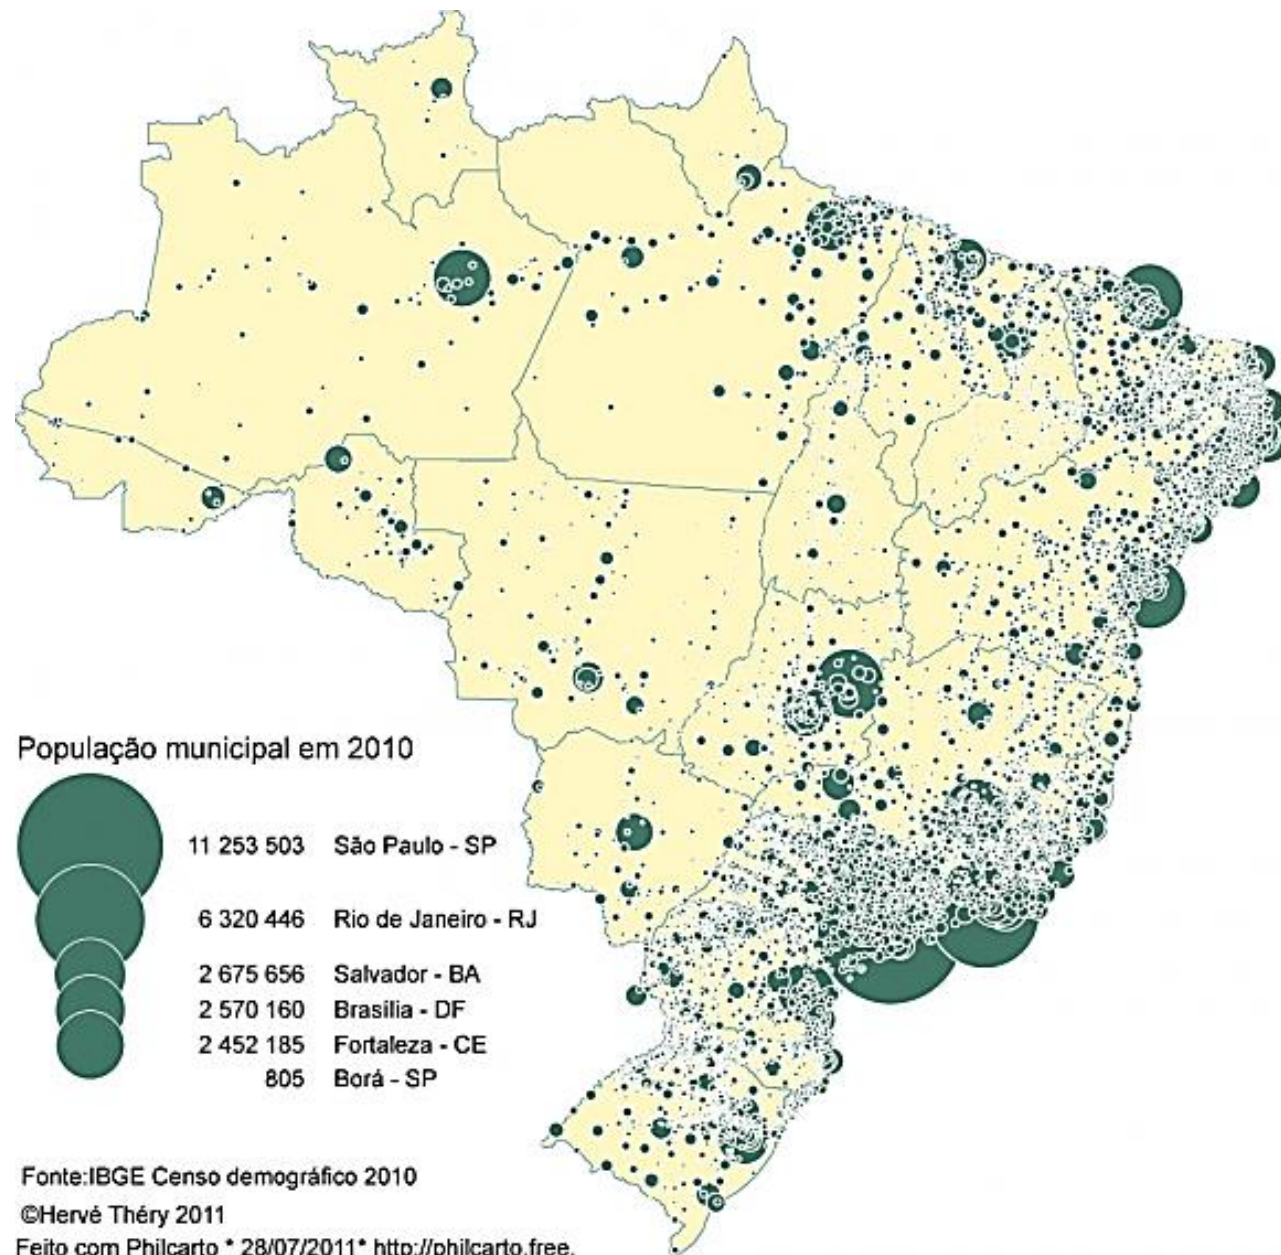 População municipal em 2010
11 253 503 São Paulo - SP
6 320 446 Rio de Janeiro - RJ
2 675 656 Salvador - BA
2 570 160 Brasília - DF
2 452 185 Fortaleza - CE
805 Borá - SP
Fonte:IBGE Censo demográfico 2010
©Hervé Théry 2011
Feito com Philcarto * 28/07/2011* http://philcarto.free.